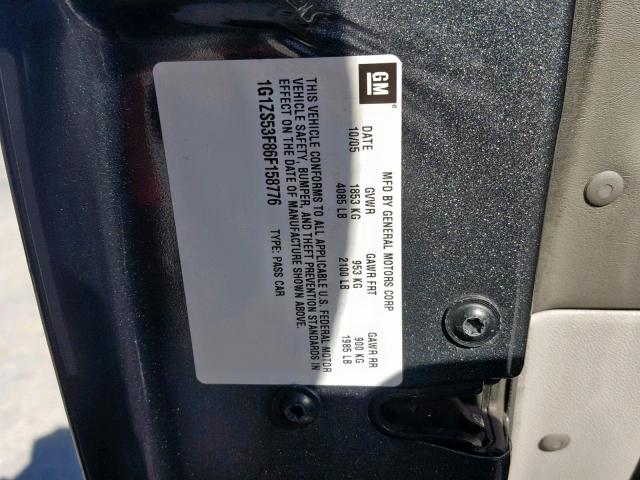 GM
MFD BY GENERAL MOTORS CORP
DATE GVWR GAWR FRT GAWR RR
10/05 1853 KG 953 KG 900 KG
4085 LB 2100 LB 1985 LB
THIS VEHICLE CONFORMS TO ALL APPLICABLE U.S. FEDERAL MOTOR
VEHICLE SAFETY, BUMPER, AND THEFT PREVENTION STANDARDS IN
EFFECT ON THE DATE OF MANUFACTURE SHOWN ABOVE.
1G1ZS53F86F158776 TYPE: PASS CAR